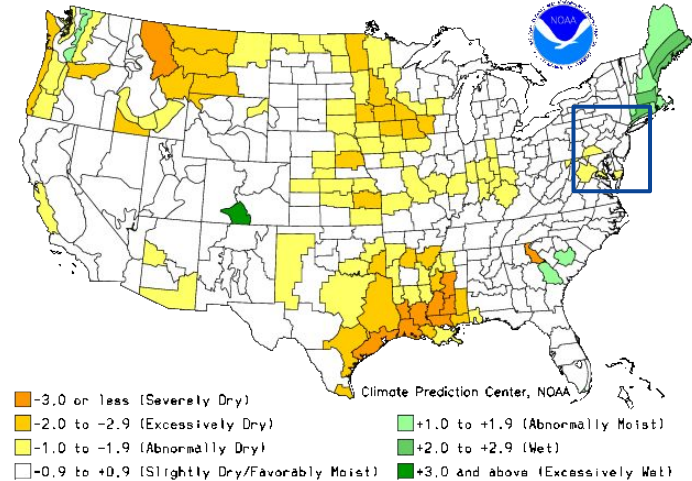 NOAA
Climate Prediction Center, NOAA
-3.0 or less (Severely Dry)
-2.0 to -2.9 (Excessively Dry)
-1.0 to -1.9 (Abnormally Dry)
-0.9 to +0.9 (Slightly Dry/Favorably Moist)
+1.0 to +1.9 (Abnormally Moist)
+2.0 to +2.9 (Wet)
+3.0 and above (Excessively Wet)